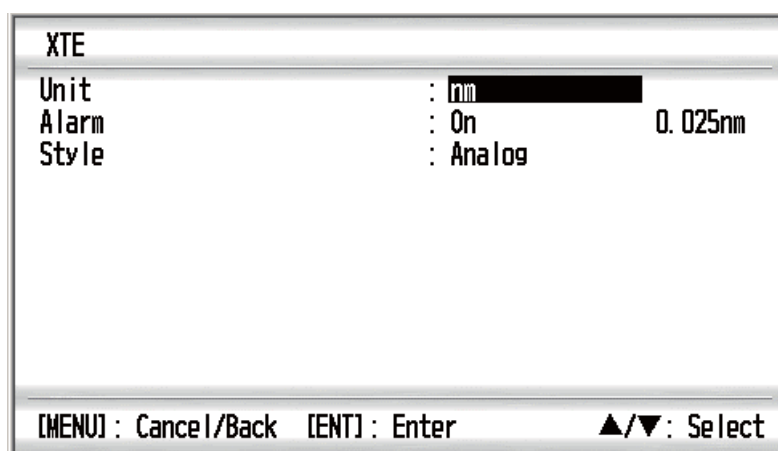 XTE
Unit : nm
Alarm : On 0.025nm
Style : Analog
[MENU]: Cancel/Back [ENT]: Enter ▲/▼: Select